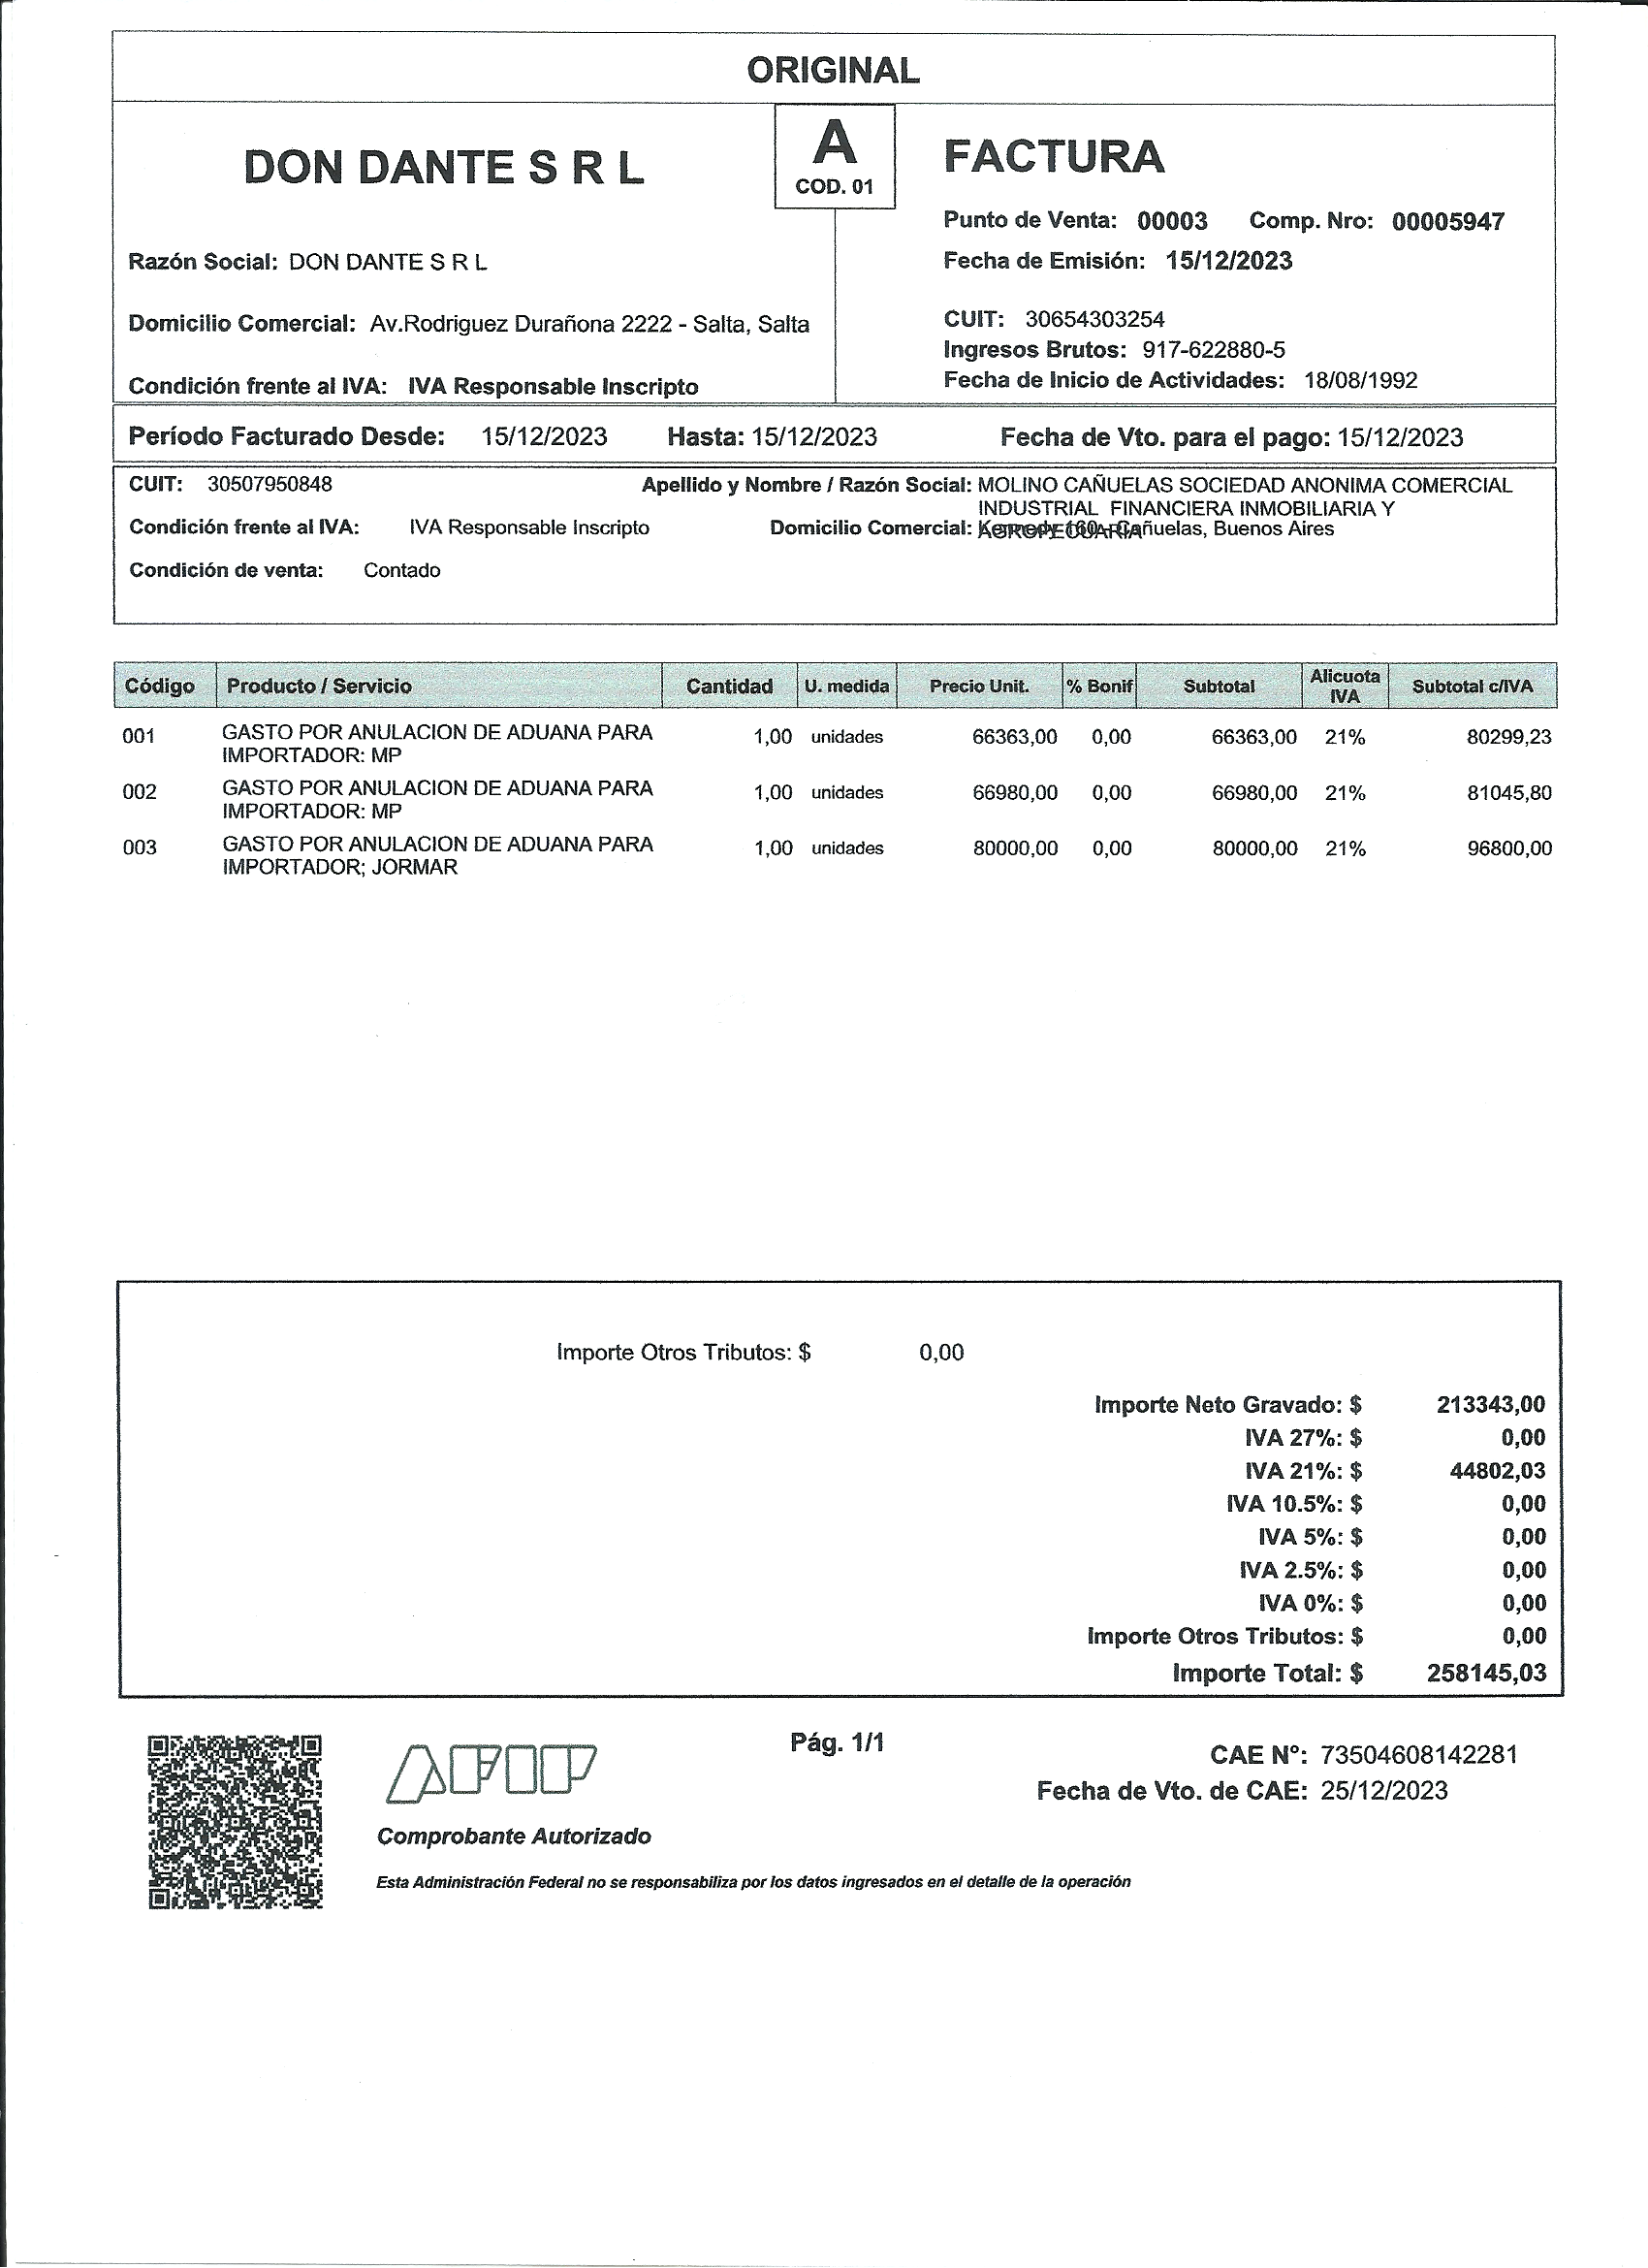 ORIGINAL
DON DANTE S R L
A
COD. 01
FACTURA
Punto de Venta: 00003 Comp. Nro: 00005947
Razón Social: DON DANTE S R L
Fecha de Emisión: 15/12/2023
Domicilio Comercial: Av.Rodriguez Durañona 2222 - Salta, Salta
CUIT: 30654303254
Ingresos Brutos: 917-622880-5
Condición frente al IVA: IVA Responsable Inscripto
Fecha de Inicio de Actividades: 18/08/1992
Período Facturado Desde: 15/12/2023 Hasta: 15/12/2023 Fecha de Vto. para el pago: 15/12/2023
CUIT: 30507950848 Apellido y Nombre / Razón Social: MOLINO CAÑUELAS SOCIEDAD ANONIMA COMERCIAL
INDUSTRIAL FINANCIERA INMOBILIARIA Y
Condición frente al IVA: IVA Responsable Inscripto Domicilio Comercial: Cañuelas, Buenos Aires
Condición de venta: Contado
Código Producto / Servicio Cantidad U. medida Precio Unit. % Bonif Subtotal Alicuota IVA Subtotal c/IVA
001 GASTO POR ANULACION DE ADUANA PARA 1,00 unidades 66363,00 0,00 66363,00 21% 80299,23
IMPORTADOR: MP
002 GASTO POR ANULACION DE ADUANA PARA 1,00 unidades 66980,00 0,00 66980,00 21% 81045,80
IMPORTADOR: MP
003 GASTO POR ANULACION DE ADUANA PARA 1,00 unidades 80000,00 0,00 80000,00 21% 96800,00
IMPORTADOR; JORMAR
Importe Otros Tributos: $ 0,00
Importe Neto Gravado: $ 213343,00
IVA 27%: $ 0,00
IVA 21%: $ 44802,03
IVA 10.5%: $ 0,00
IVA 5%: $ 0,00
IVA 2.5%: $ 0,00
IVA 0%: $ 0,00
Importe Otros Tributos: $ 0,00
Importe Total: $ 258145,03
AFIP
Pág. 1/1
CAE Nº: 73504608142281
Fecha de Vto. de CAE: 25/12/2023
Comprobante Autorizado
Esta Administración Federal no se responsabiliza por los datos ingresados en el detalle de la operación